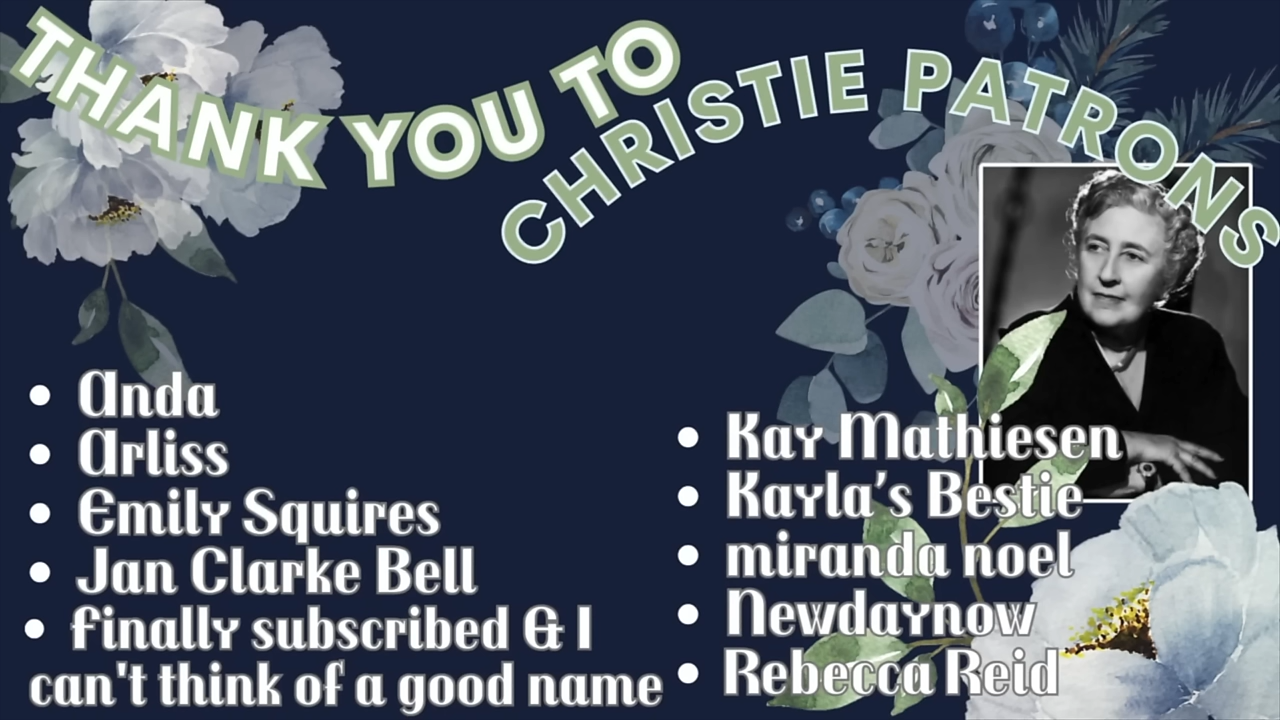 THANK YOU TO
CHRISTIE PATRONS
• Anda
• Arliss
• Emily Squires
• Jan Clarke Bell
• finally subscribed & I
can't think of a good name
• Kay Mathiesen
• Kayla's Bestie
• miranda noel
• Newdaynow
• Rebecca Reid